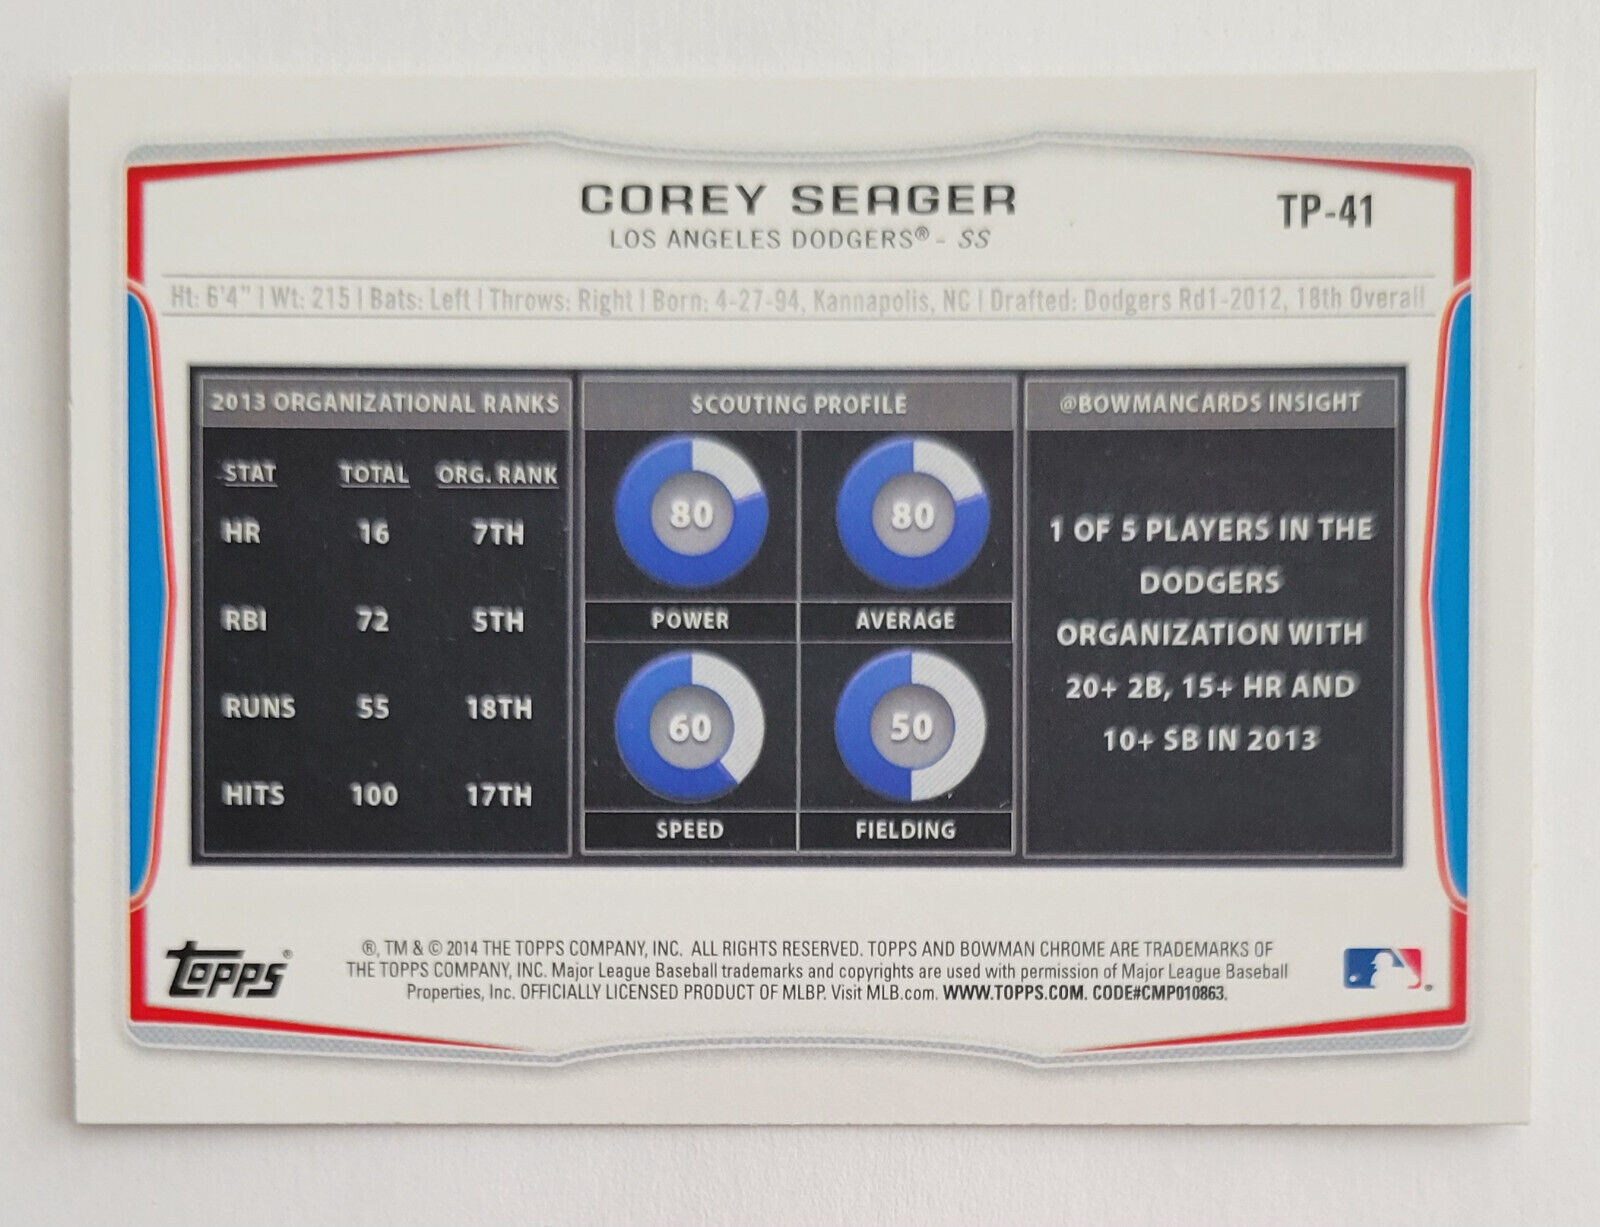 COREY SEAGER
TP-41
LOS ANGELES DODGERS® - SS
Ht: 6'4" | Wt: 215 | Bats: Left | Throws: Right | Born: 4-27-94, Kannapolis, NC | Drafted: Dodgers Rd1-2012, 18th Overall
2013 ORGANIZATIONAL RANKS
STAT TOTAL ORG. RANK
HR 16 7TH
RBI 72 5TH
RUNS 55 18TH
HITS 100 17TH
SCOUTING PROFILE
80 80
POWER AVERAGE
60 50
SPEED FIELDING
@BOWMANCARDS INSIGHT
1 OF 5 PLAYERS IN THE
DODGERS
ORGANIZATION WITH
20+ 2B, 15+ HR AND
10+ SB IN 2013
Topps®
®, TM & © 2014 THE TOPPS COMPANY, INC. ALL RIGHTS RESERVED. TOPPS AND BOWMAN CHROME ARE TRADEMARKS OF
THE TOPPS COMPANY, INC. Major League Baseball trademarks and copyrights are used with permission of Major League Baseball
Properties, Inc. OFFICIALLY LICENSED PRODUCT OF MLBP. Visit MLB.com. WWW.TOPPS.COM. CODE#CMP010863.
®